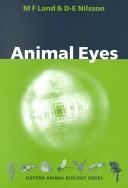 M F Land & D-E Nilsson
Animal Eyes
OXFORD ANIMAL BIOLOGY SERIES